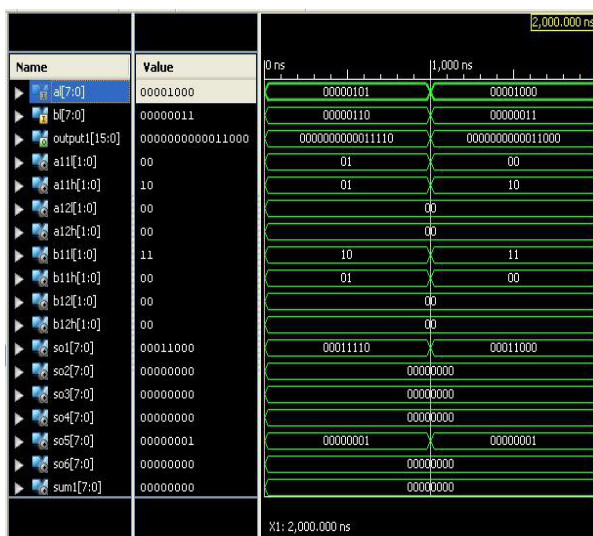 2,000.000 ns
Name Value 0 ns 1,000 ns
al[7:0] 00001000 00000101 00001000
bl[7:0] 00000011 00000110 00000011
output1[15:0] 0000000000011000 0000000000011110 0000000000011000
a11l[1:0] 00 01 00
a11h[1:0] 10 01 10
a12l[1:0] 00 00
a12h[1:0] 00 00
b11l[1:0] 11 10 11
b11h[1:0] 00 01 00
b12l[1:0] 00 00
b12h[1:0] 00 00
so1[7:0] 00011000 00011110 00011000
so2[7:0] 00000000 00000000
so3[7:0] 00000000 00000000
so4[7:0] 00000000 00000000
so5[7:0] 00000001 00000001 00000001
so6[7:0] 00000000 00000000
sum1[7:0] 00000000 00000000
X1: 2,000.000 ns